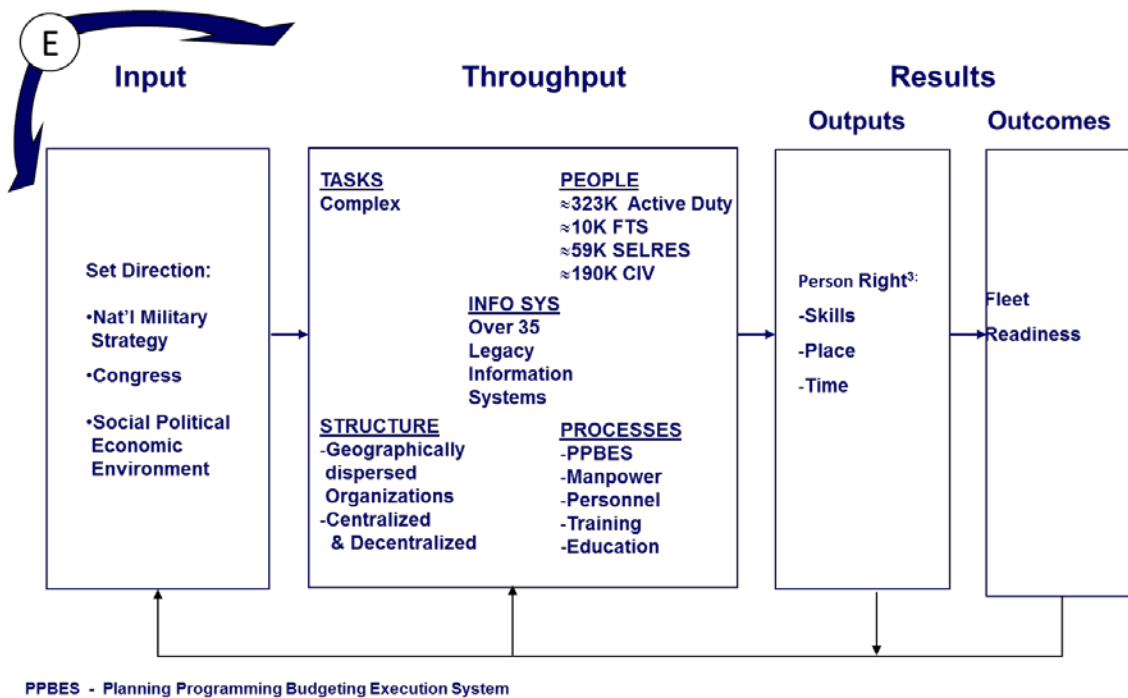 E
Input
Throughput
Results
Outputs
Outcomes
Set Direction:
•Nat'l Military
Strategy
•Congress
•Social Political
Economic
Environment
TASKS
Complex
PEOPLE
≈323K Active Duty
≈10K FTS
≈59K SELRES
≈190K CIV
INFO SYS
Over 35
Legacy
Information
Systems
STRUCTURE
-Geographically
dispersed
Organizations
-Centralized
& Decentralized
PROCESSES
-PPBES
-Manpower
-Personnel
-Training
-Education
Person Right³:
-Skills
-Place
-Time
Fleet
Readiness
PPBES - Planning Programming Budgeting Execution System